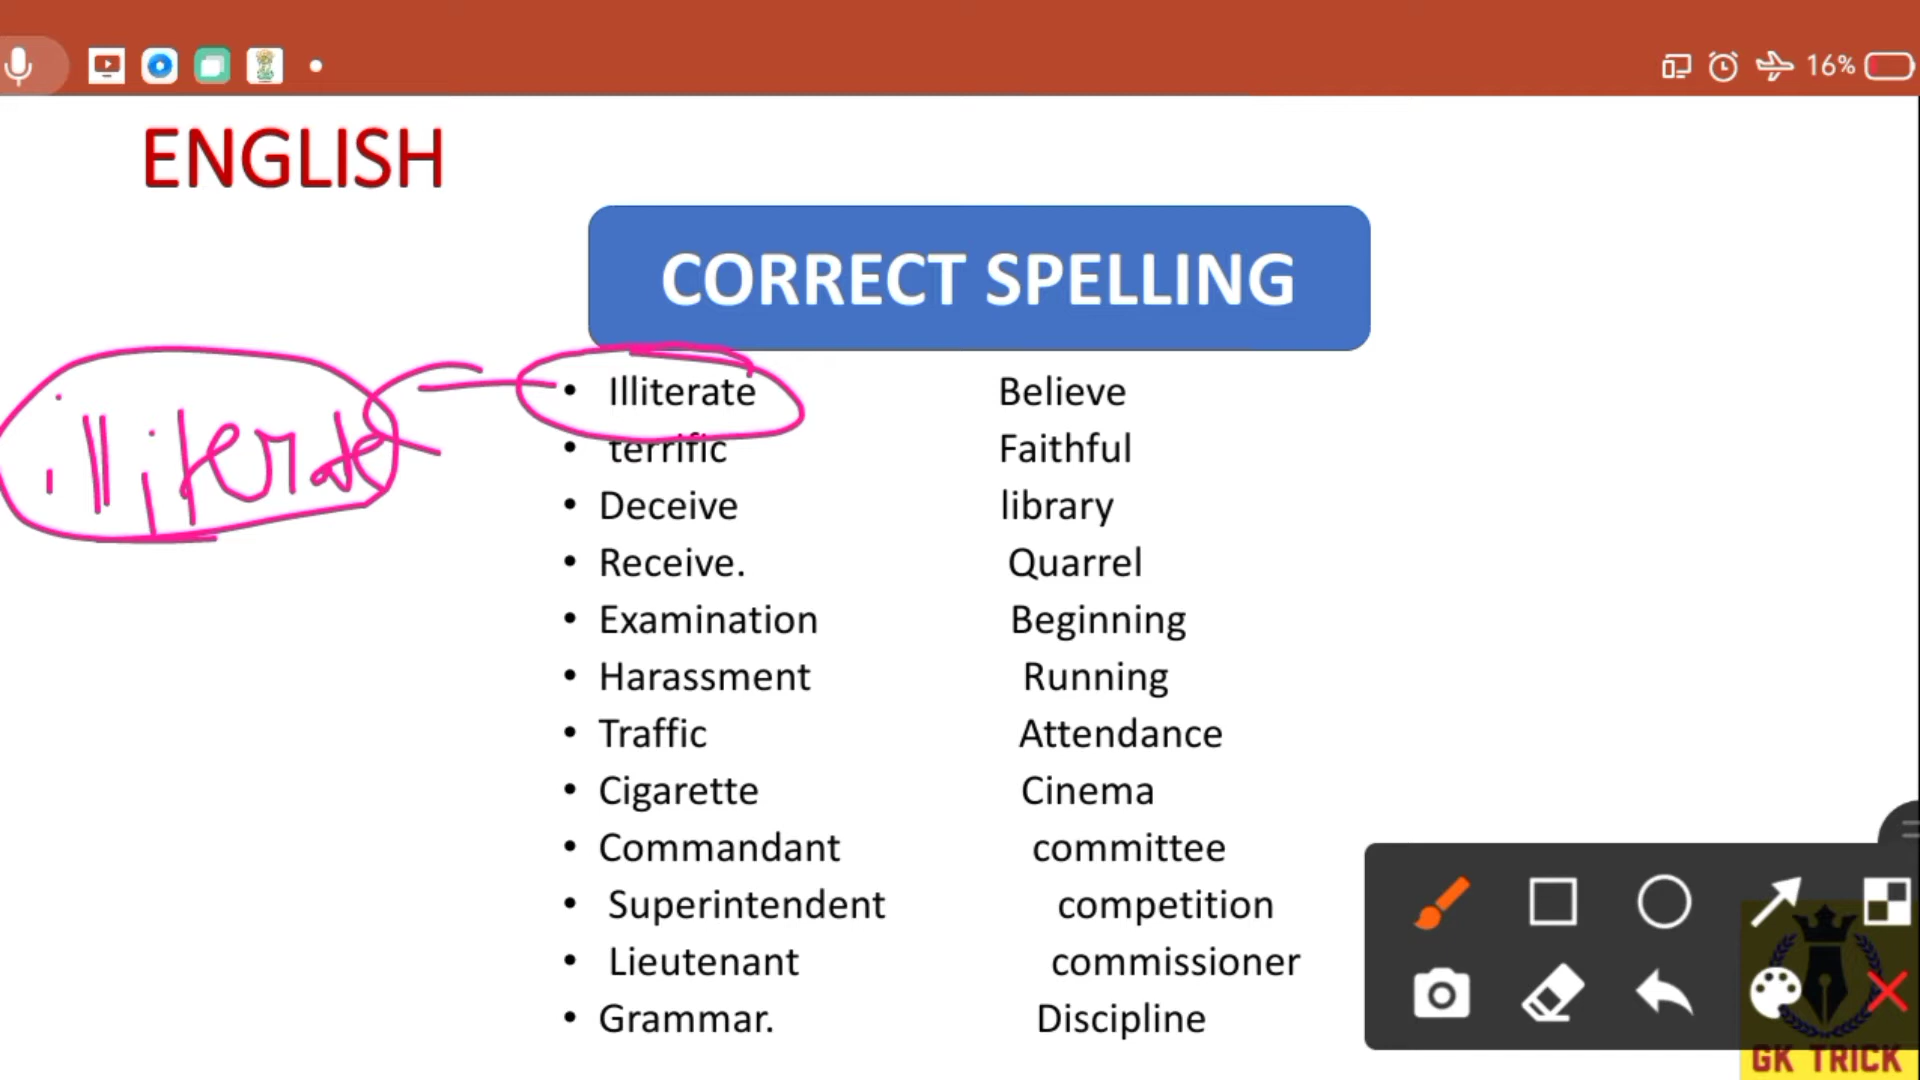 16%
ENGLISH
CORRECT SPELLING
• Illiterate Believe
illiterate
• terrific Faithful
• Deceive library
• Receive. Quarrel
• Examination Beginning
• Harassment Running
• Traffic Attendance
• Cigarette Cinema
• Commandant committee
• Superintendent competition
• Lieutenant commissioner
• Grammar. Discipline
GK TRICK